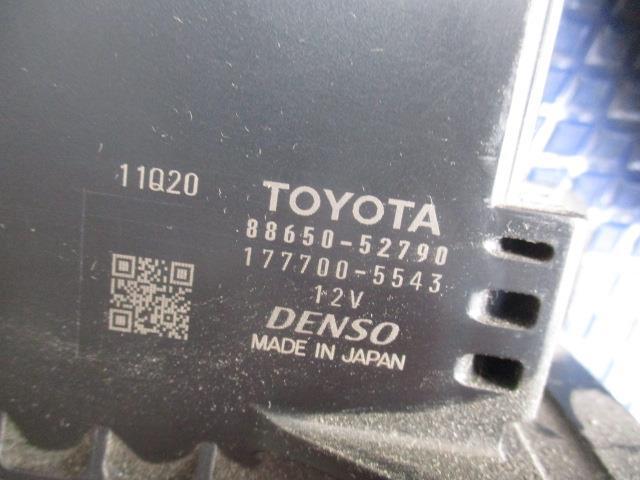 11Q20
TOYOTA
88650-52790
177700-5543
12V
DENSO
MADE IN JAPAN